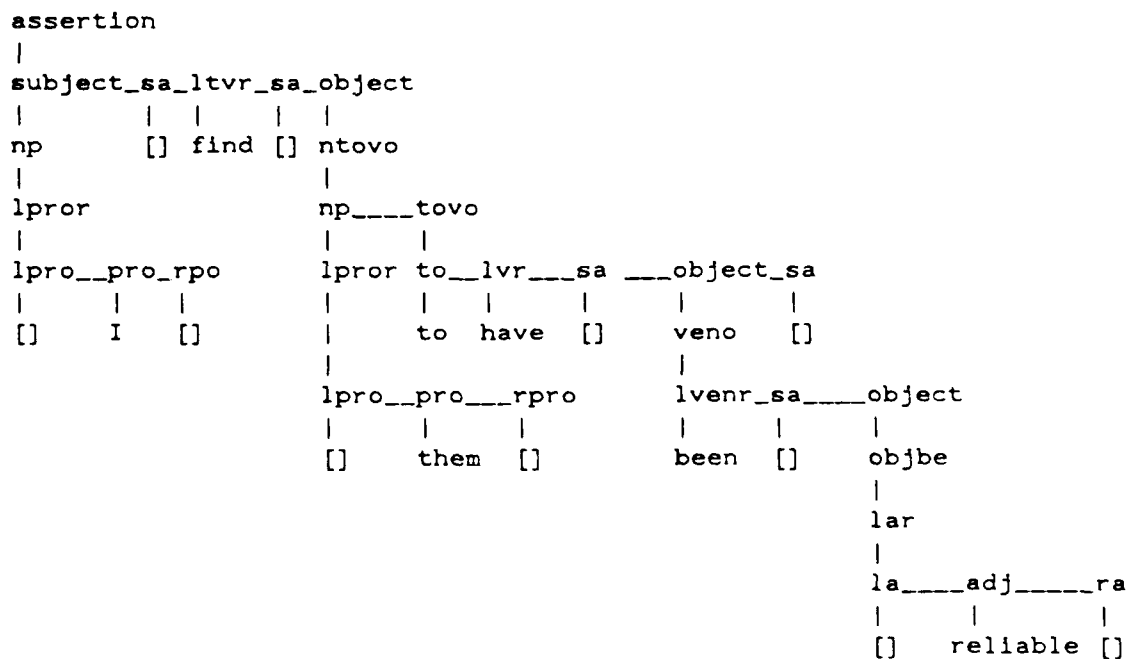 assertion
|
subject_sa_ltvr_sa_object
| | | | |
np [] find [] ntovo
| |
lpror np____tovo
| | |
lpro__pro_rpo lpror to__lvr___sa ___object_sa
| | | | | | | | |
[] I [] | to have [] veno []
| |
lpro__pro___rpro lvenr_sa____object
| | | | | |
[] them [] been [] objbe
|
lar
|
la____adj_____ra
| | |
[] reliable []